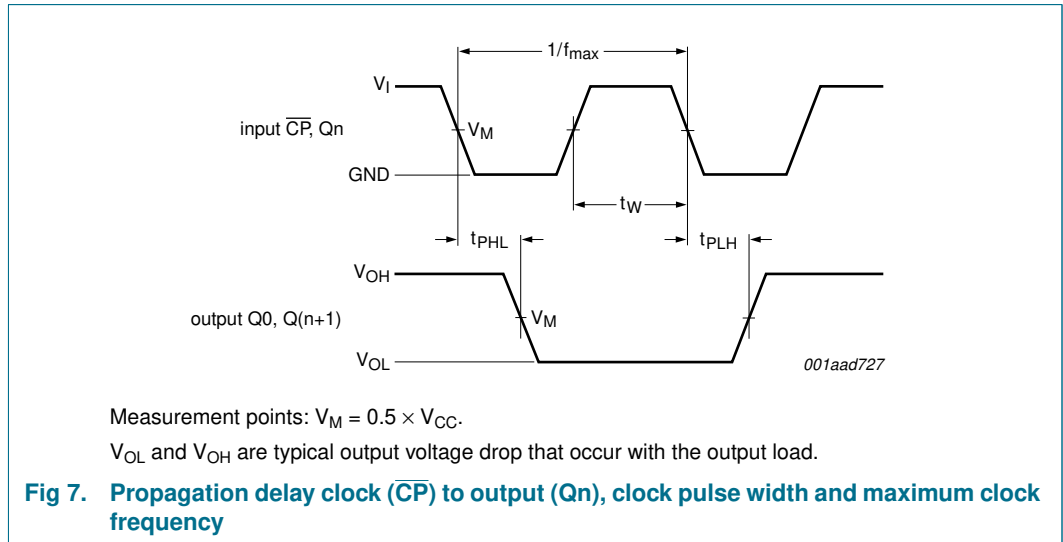 1/fmax
VI
input C̅P̅, Qn
VM
GND
tW
tPHL
tPLH
VOH
output Q0, Q(n+1)
VM
VOL
001aad727
Measurement points: VM = 0.5 × VCC.
VOL and VOH are typical output voltage drop that occur with the output load.
Fig 7. Propagation delay clock (C̅P̅) to output (Qn), clock pulse width and maximum clock
frequency